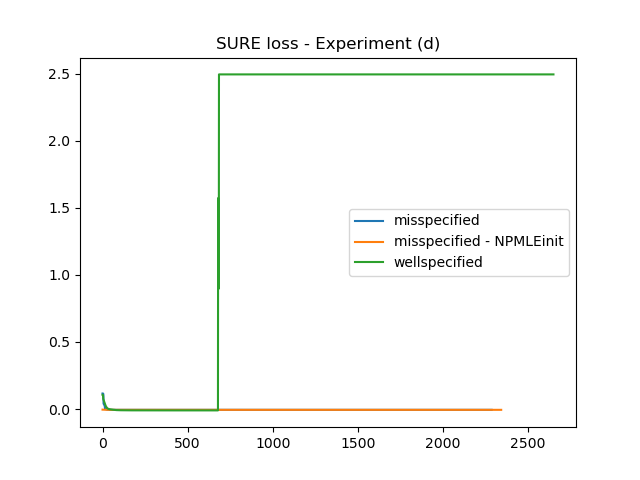 SURE loss - Experiment (d)
2.5
2.0
1.5
1.0
0.5
0.0
misspecified
misspecified - NPMLEinit
wellspecified
0 500 1000 1500 2000 2500